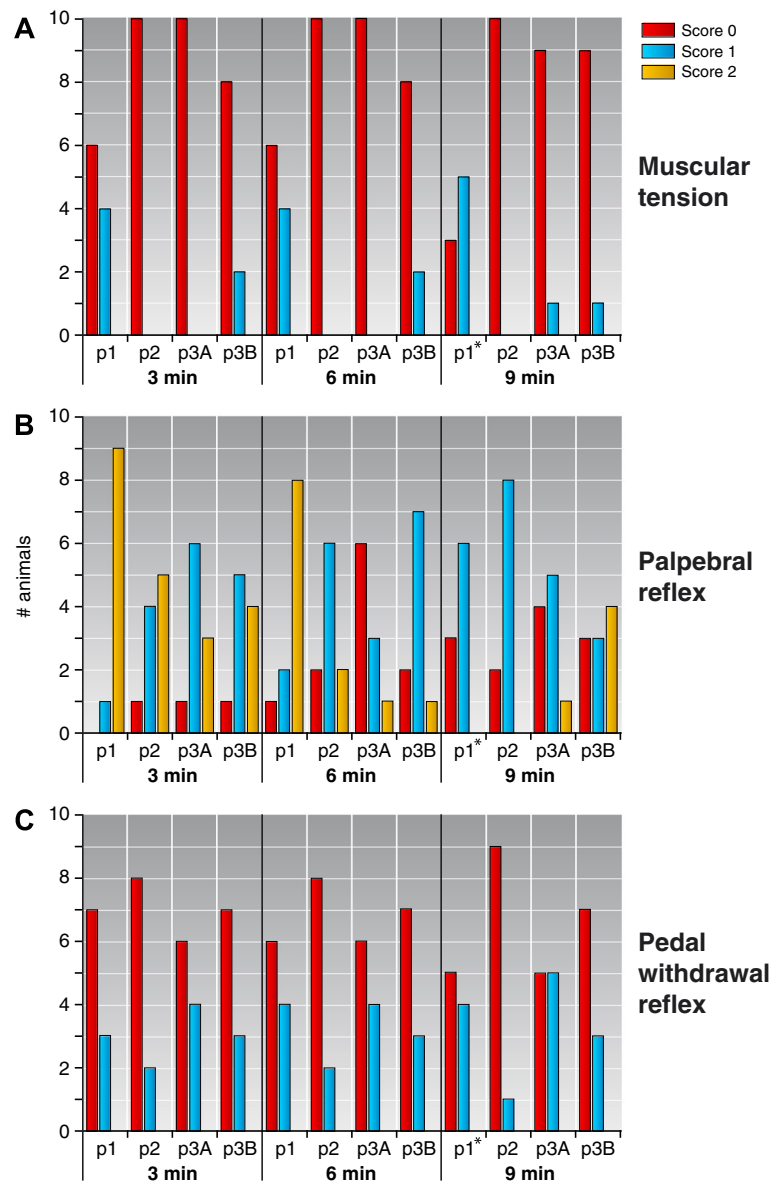 A
10
8
6
4
2
0
p1 p2 p3A p3B p1 p2 p3A p3B p1* p2 p3A p3B
3 min 6 min 9 min
Score 0
Score 1
Score 2
Muscular
tension
B
10
8
6
4
2
0
# animals
p1 p2 p3A p3B p1 p2 p3A p3B p1* p2 p3A p3B
3 min 6 min 9 min
Palpebral
reflex
C
10
8
6
4
2
0
p1 p2 p3A p3B p1 p2 p3A p3B p1* p2 p3A p3B
3 min 6 min 9 min
Pedal
withdrawal
reflex